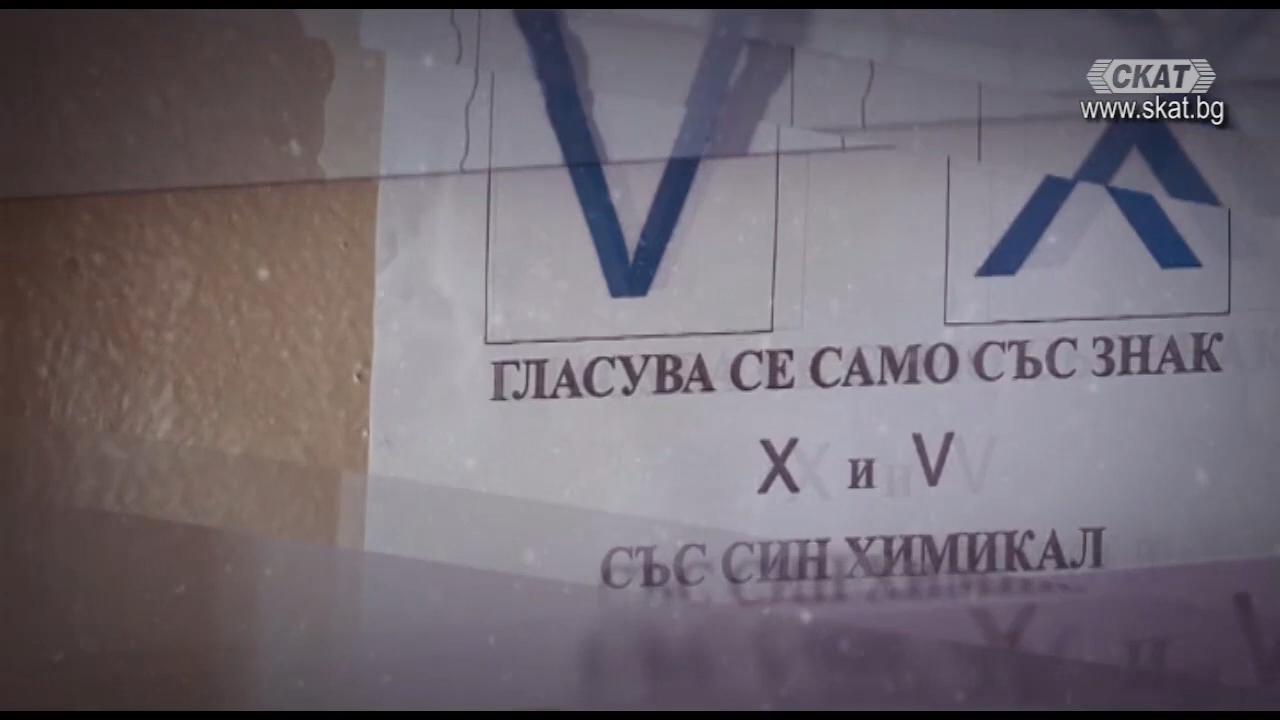 СКАТ
www.skat.bg
V
ГЛАСУВА СЕ САМО СЪС ЗНАК
X и V
СЪС СИН ХИМИКАЛ
X и V